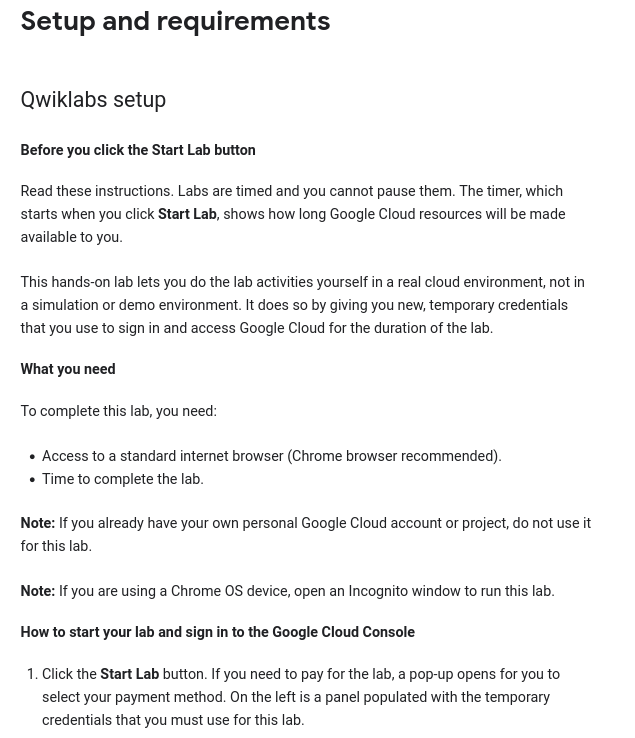 Setup and requirements
Qwiklabs setup
Before you click the Start Lab button
Read these instructions. Labs are timed and you cannot pause them. The timer, which
starts when you click Start Lab, shows how long Google Cloud resources will be made
available to you.
This hands-on lab lets you do the lab activities yourself in a real cloud environment, not in
a simulation or demo environment. It does so by giving you new, temporary credentials
that you use to sign in and access Google Cloud for the duration of the lab.
What you need
To complete this lab, you need:
• Access to a standard internet browser (Chrome browser recommended).
• Time to complete the lab.
Note: If you already have your own personal Google Cloud account or project, do not use it
for this lab.
Note: If you are using a Chrome OS device, open an Incognito window to run this lab.
How to start your lab and sign in to the Google Cloud Console
1. Click the Start Lab button. If you need to pay for the lab, a pop-up opens for you to
select your payment method. On the left is a panel populated with the temporary
credentials that you must use for this lab.